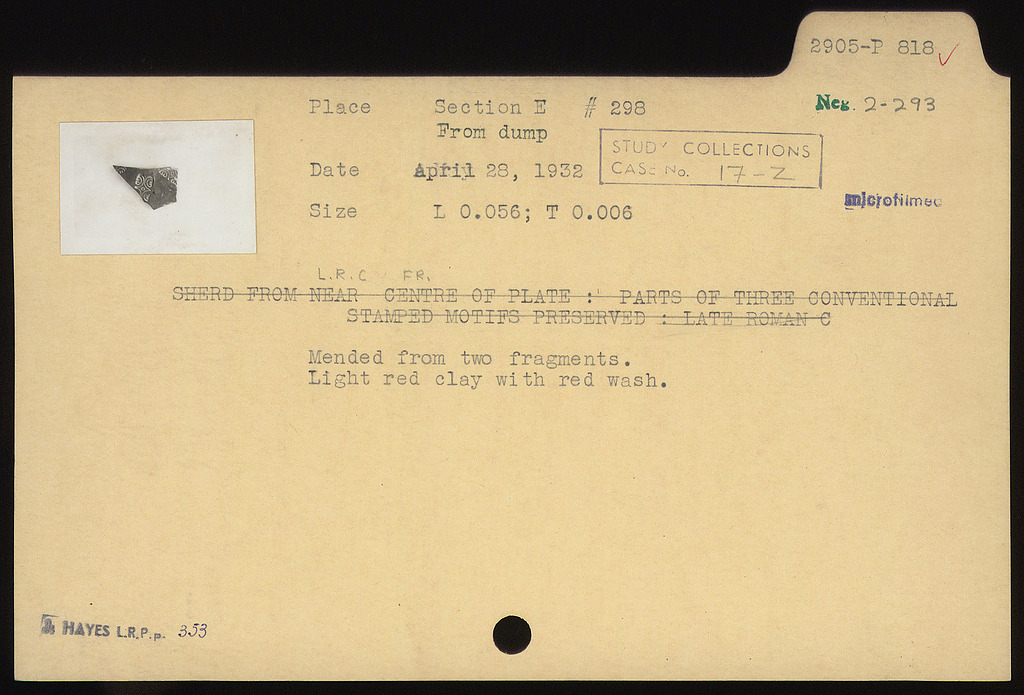 2905-P 818 ✓
Place Section E # 298
Neg. 2-293
From dump
STUDY COLLECTIONS
CASE No. 17-Z
Date April 28, 1932
microfilmed
Size L 0.056; T 0.006
L.R.C FR.
SHERD FROM NEAR CENTRE OF PLATE : PARTS OF THREE CONVENTIONAL
STAMPED MOTIFS PRESERVED : LATE ROMAN C
Mended from two fragments.
Light red clay with red wash.
HAYES L.R.P. p. 353